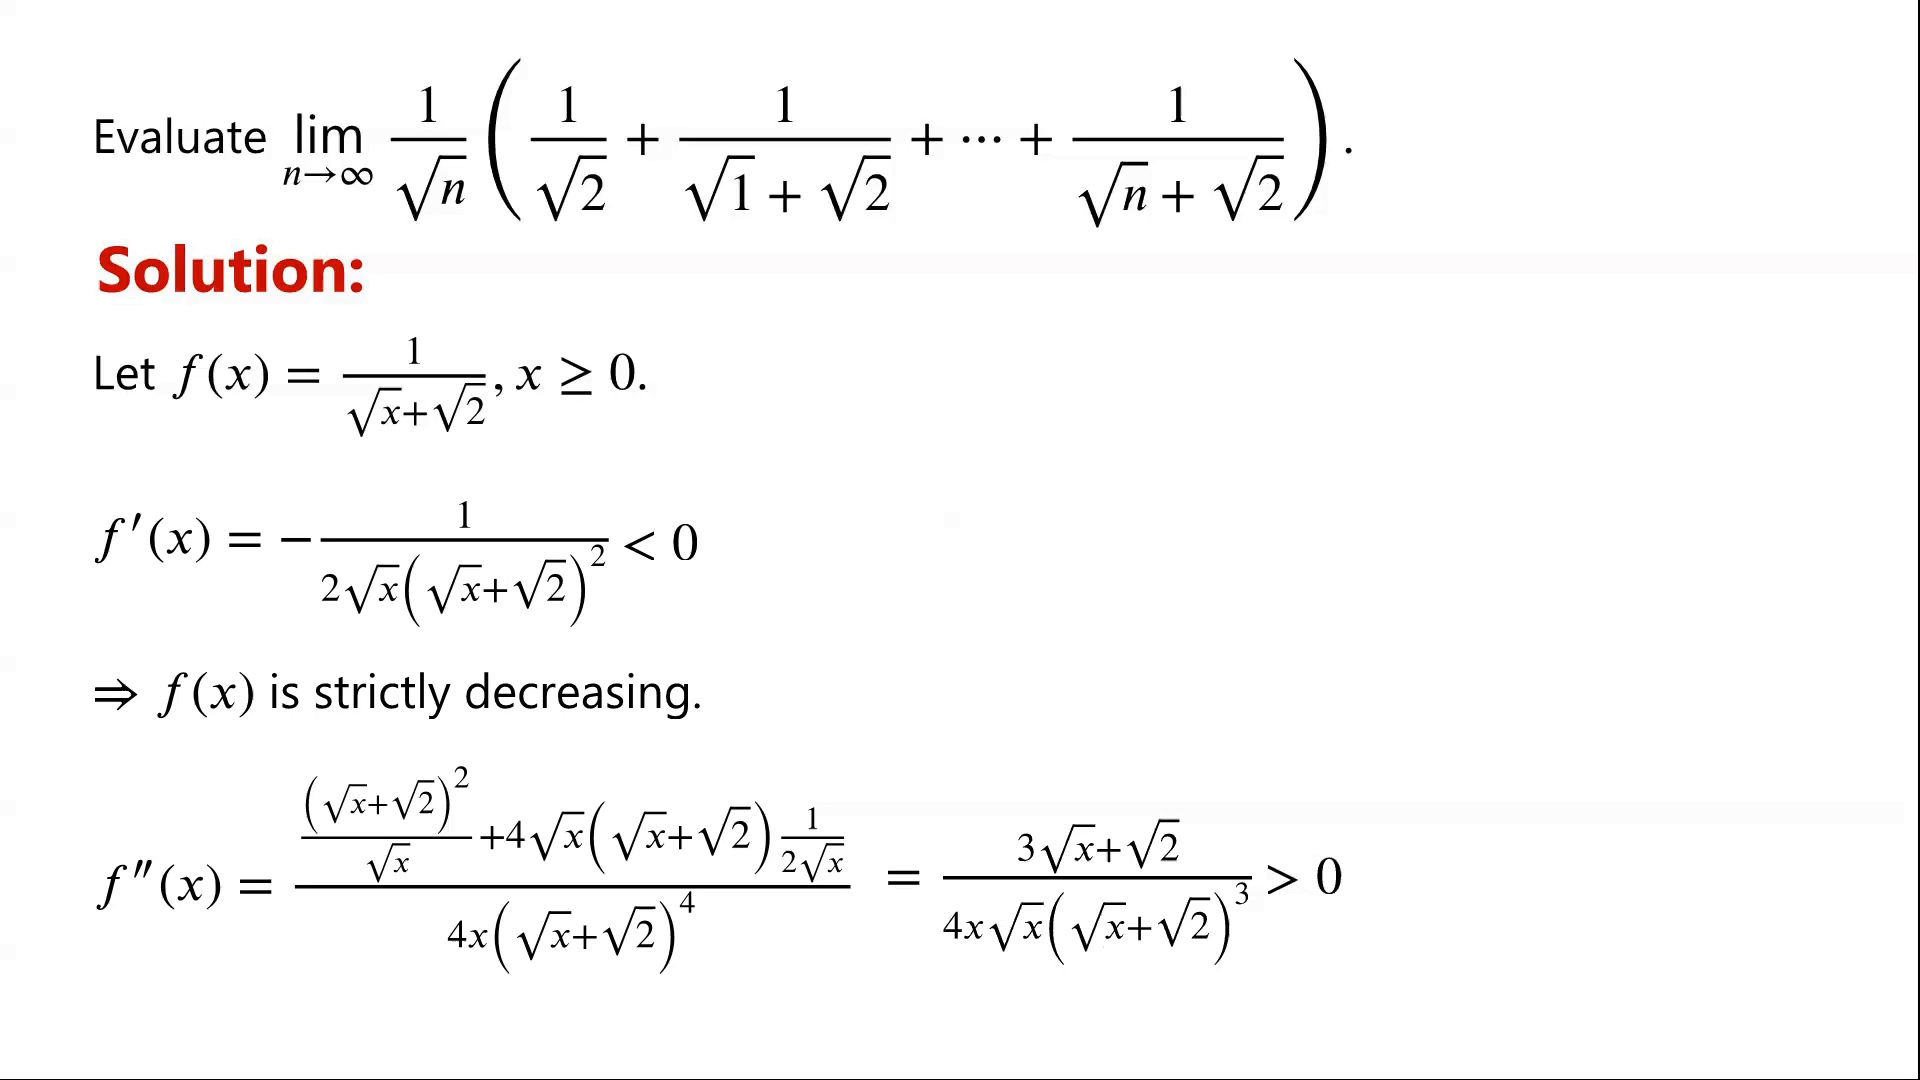 Evaluate lim n→∞ 1/√n ( 1/√2 + 1/(√1 + √2) + ⋯ + 1/(√n + √2) ) .
Solution:
Let f(x) = 1/(√x+√2) , x ≥ 0.
f′(x) = − 1/(2√x(√x+√2)²) < 0
⇒ f(x) is strictly decreasing.
f″(x) = ( (√x+√2)²/√x +4√x(√x+√2) 1/(2√x) ) / ( 4x(√x+√2)⁴ ) = (3√x+√2)/(4x√x(√x+√2)³) > 0